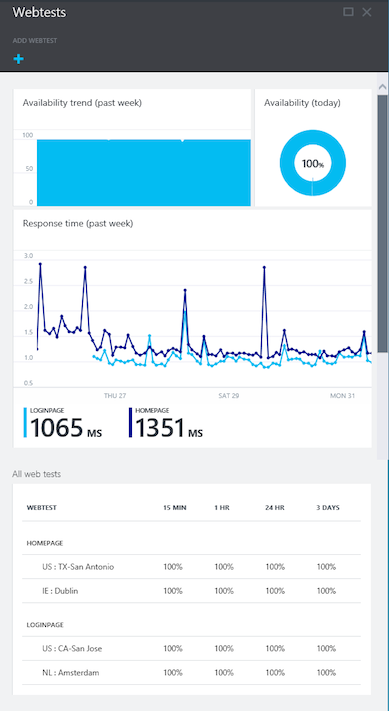 Webtests
ADD WEBTEST
Availability trend (past week)
Availability (today)
100
50
0
100%
Response time (past week)
3.0
2.5
2.0
1.5
1.0
0.5
THU 27
SAT 28
MON 31
LOGINPAGE
HOMEPAGE
1065 MS
1351 MS
All web tests
WEBTEST 15 MIN 1 HR 24 HR 3 DAYS
HOMEPAGE
US : TX-San Antonio 100% 100% 100% 100%
IE : Dublin 100% 100% 100% 100%
LOGINPAGE
US : CA-San Jose 100% 100% 100% 100%
NL : Amsterdam 100% 100% 100% 100%